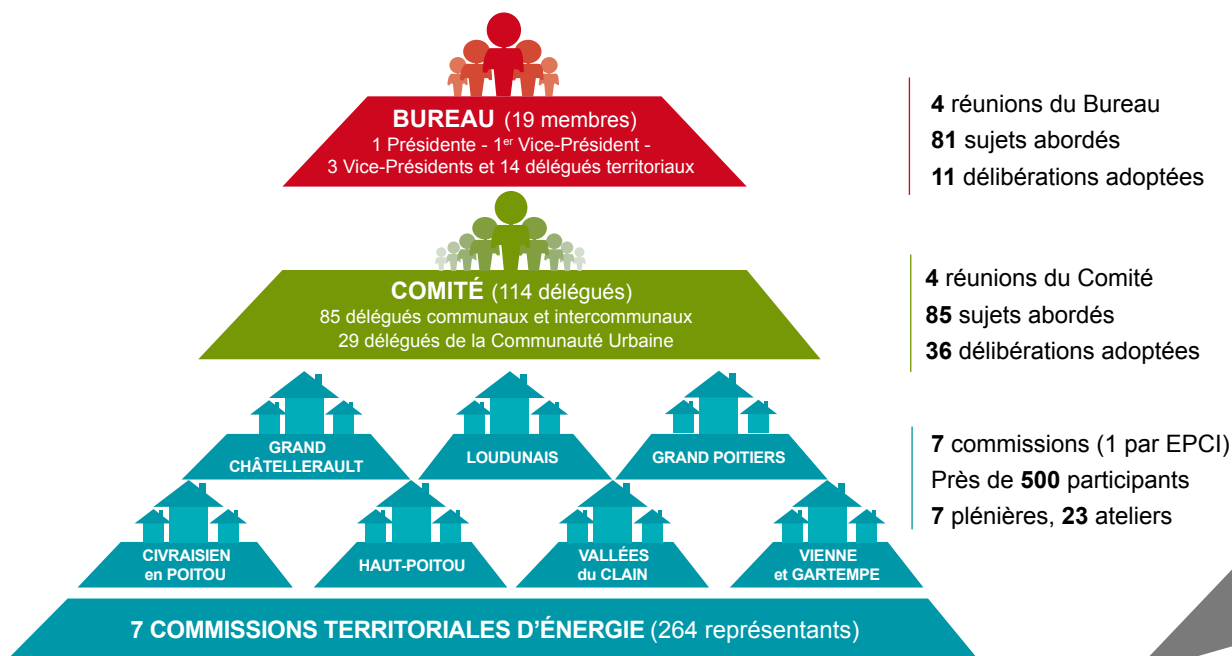 BUREAU (19 membres)
1 Présidente - 1er Vice-Président -
3 Vice-Présidents et 14 délégués territoriaux
4 réunions du Bureau
81 sujets abordés
11 délibérations adoptées
COMITÉ (114 délégués)
85 délégués communaux et intercommunaux
29 délégués de la Communauté Urbaine
4 réunions du Comité
85 sujets abordés
36 délibérations adoptées
GRAND
CHÂTELLERAULT
LOUDUNAIS
GRAND POITIERS
7 commissions (1 par EPCI)
Près de 500 participants
7 plénières, 23 ateliers
CIVRAISIEN
en POITOU
HAUT-POITOU
VALLÉES
du CLAIN
VIENNE
et GARTEMPE
7 COMMISSIONS TERRITORIALES D'ÉNERGIE (264 représentants)